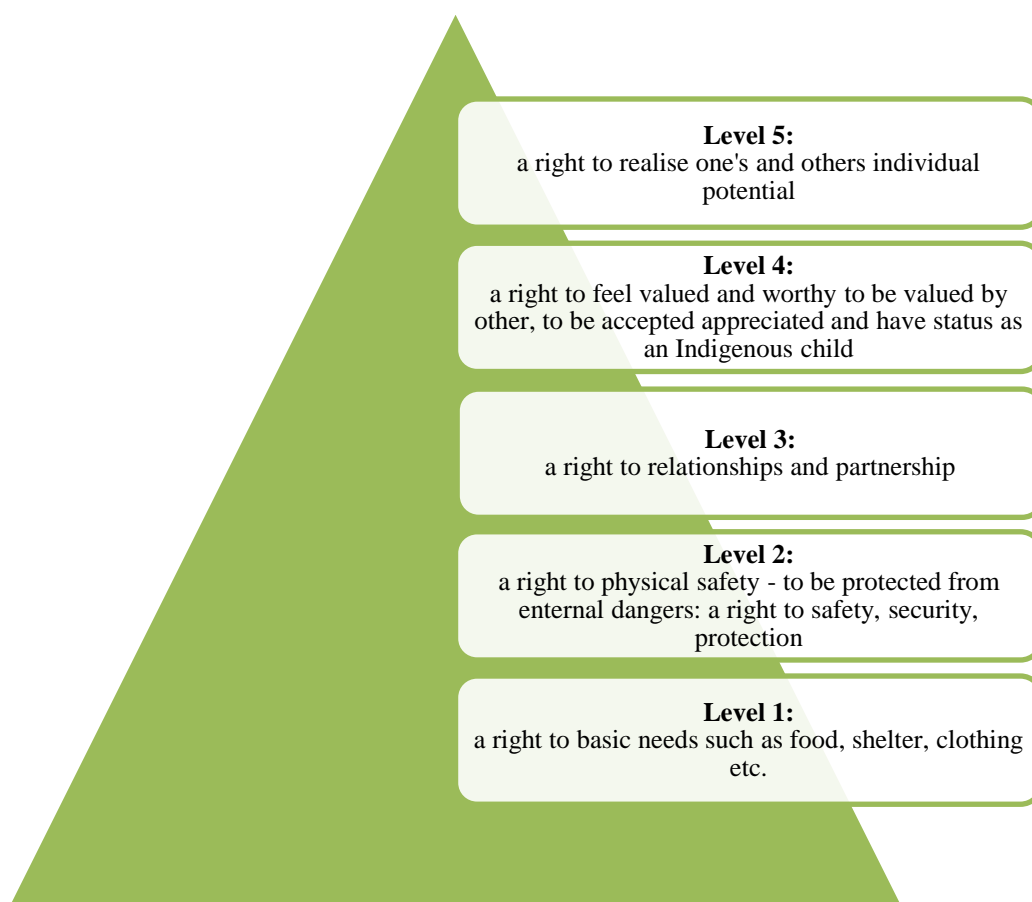 Level 5:
a right to realise one's and others individual
potential
Level 4:
a right to feel valued and worthy to be valued by
other, to be accepted appreciated and have status as
an Indigenous child
Level 3:
a right to relationships and partnership
Level 2:
a right to physical safety - to be protected from
enternal dangers: a right to safety, security,
protection
Level 1:
a right to basic needs such as food, shelter, clothing
etc.